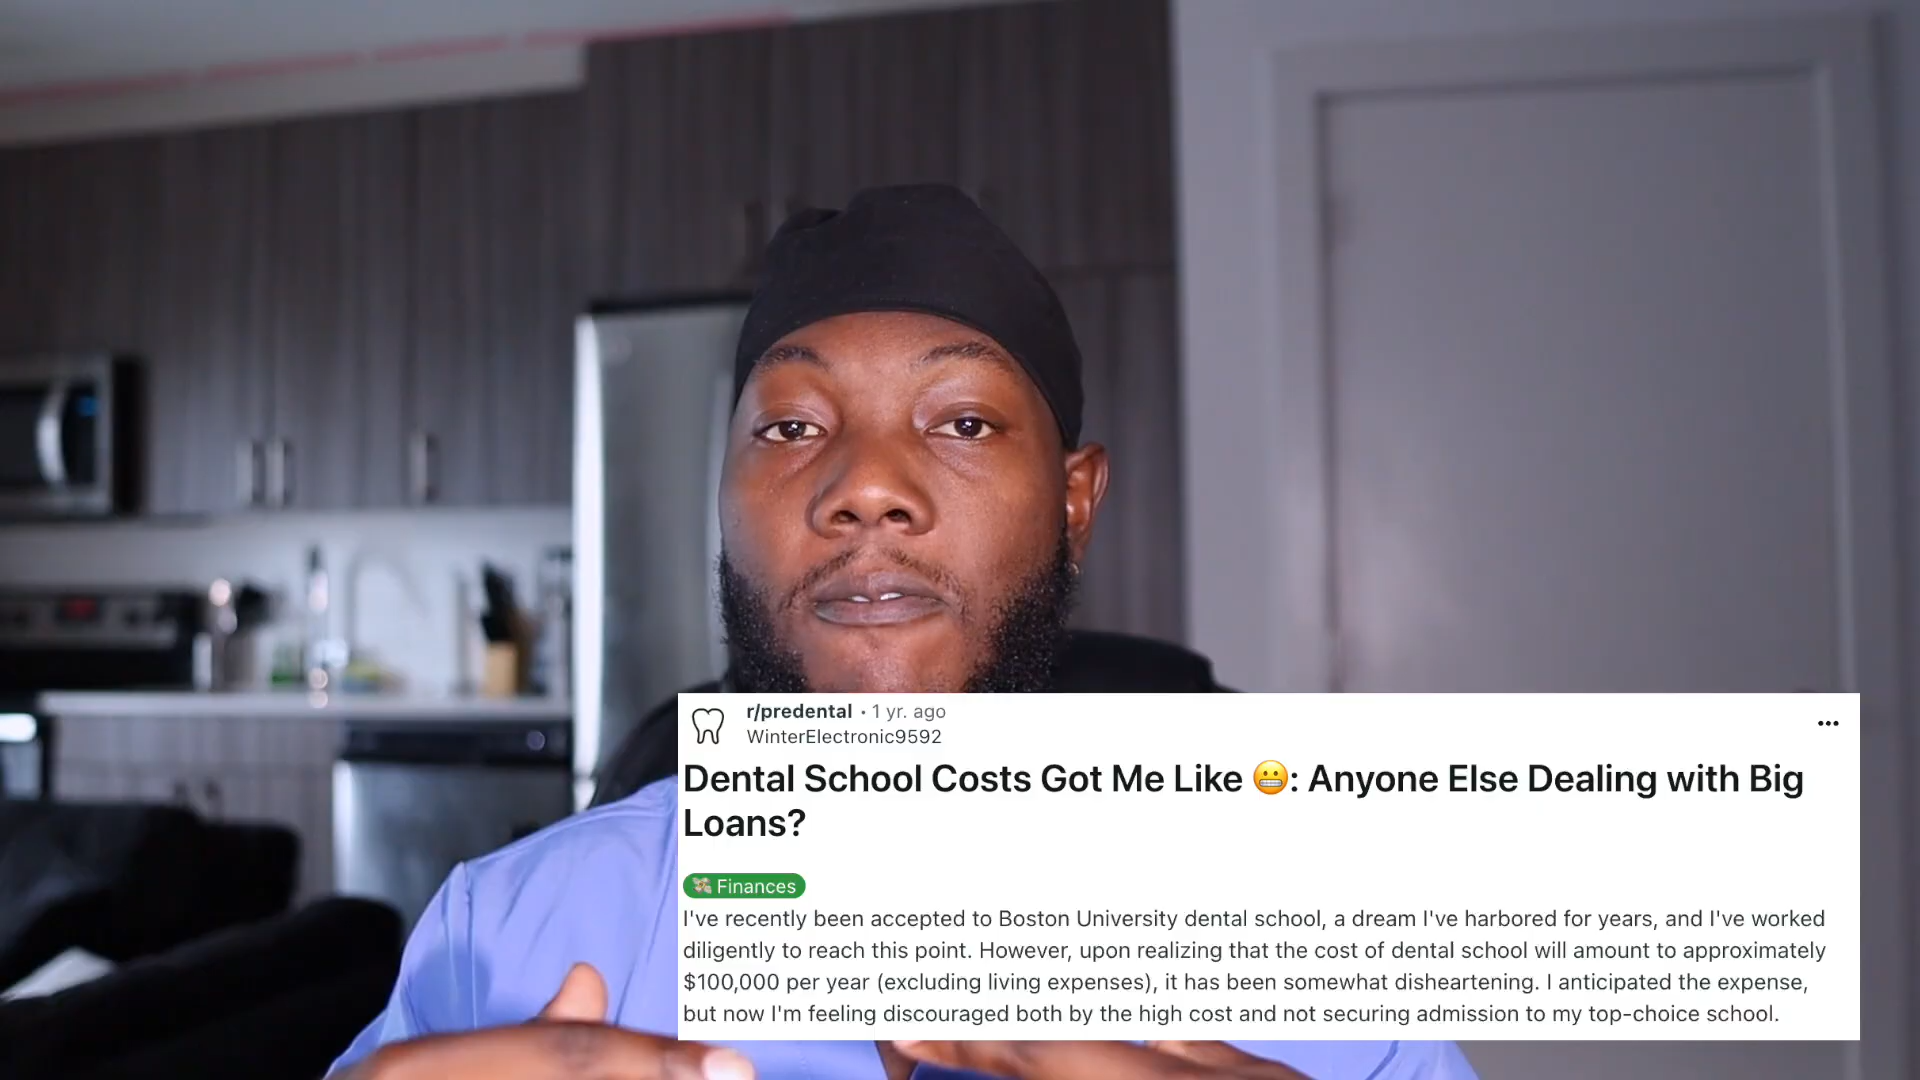 r/predental • 1 yr. ago
WinterElectronic9592
Dental School Costs Got Me Like 😬: Anyone Else Dealing with Big
Loans?
💸 Finances
I've recently been accepted to Boston University dental school, a dream I've harbored for years, and I've worked
diligently to reach this point. However, upon realizing that the cost of dental school will amount to approximately
$100,000 per year (excluding living expenses), it has been somewhat disheartening. I anticipated the expense,
but now I'm feeling discouraged both by the high cost and not securing admission to my top-choice school.